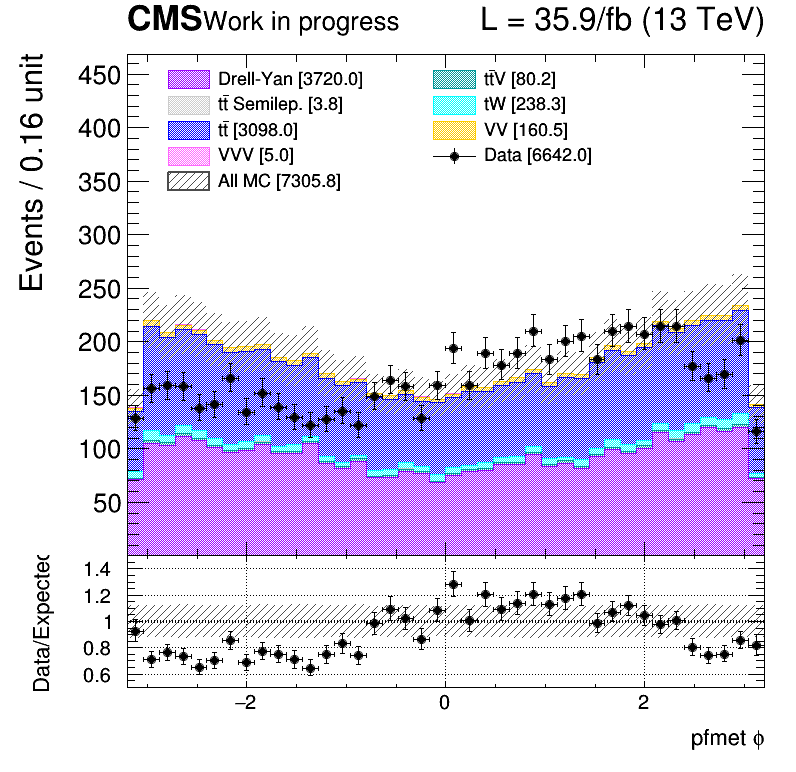 CMS Work in progress L = 35.9/fb (13 TeV)
Events / 0.16 unit
450
400
350
300
250
200
150
100
50
Drell-Yan [3720.0]
tt̄ Semilep. [3.8]
tt̄ [3098.0]
VVV [5.0]
All MC [7305.8]
tt̄V [80.2]
tW [238.3]
VV [160.5]
Data [6642.0]
Data/Expected
1.4
1.2
1
0.8
0.6
−2 0 2
pfmet ϕ